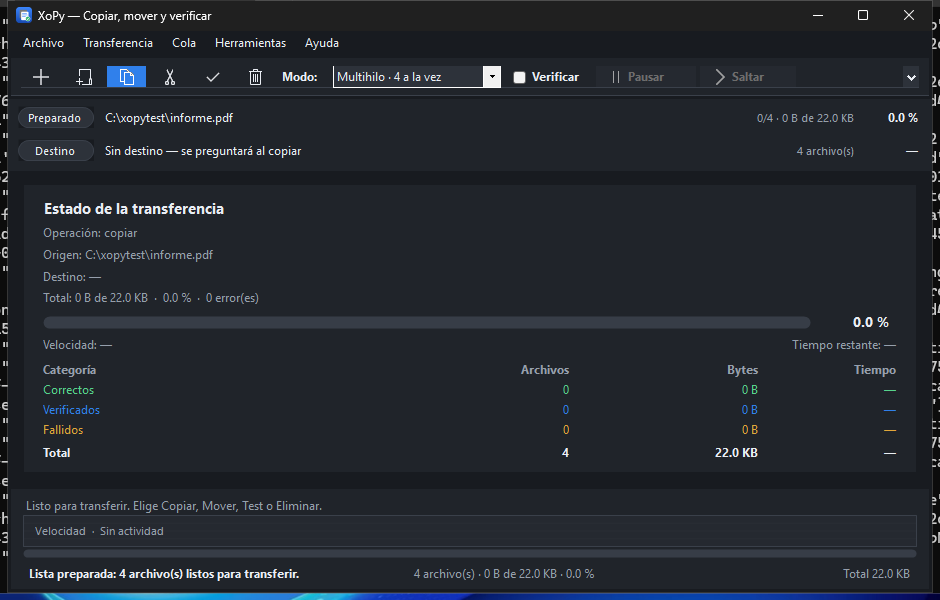 XoPy — Copiar, mover y verificar
Archivo Transferencia Cola Herramientas Ayuda
Modo: Multihilo · 4 a la vez Verificar Pausar Saltar
Preparado C:\xopytest\informe.pdf 0/4 · 0 B de 22.0 KB 0.0 %
Destino Sin destino — se preguntará al copiar 4 archivo(s) —
Estado de la transferencia
Operación: copiar
Origen: C:\xopytest\informe.pdf
Destino: —
Total: 0 B de 22.0 KB · 0.0 % · 0 error(es)
0.0 %
Velocidad: — Tiempo restante: —
Categoría Archivos Bytes Tiempo
Correctos 0 0 B —
Verificados 0 0 B —
Fallidos 0 0 B —
Total 4 22.0 KB —
Listo para transferir. Elige Copiar, Mover, Test o Eliminar.
Velocidad · Sin actividad
Lista preparada: 4 archivo(s) listos para transferir. 4 archivo(s) · 0 B de 22.0 KB · 0.0 % Total 22.0 KB